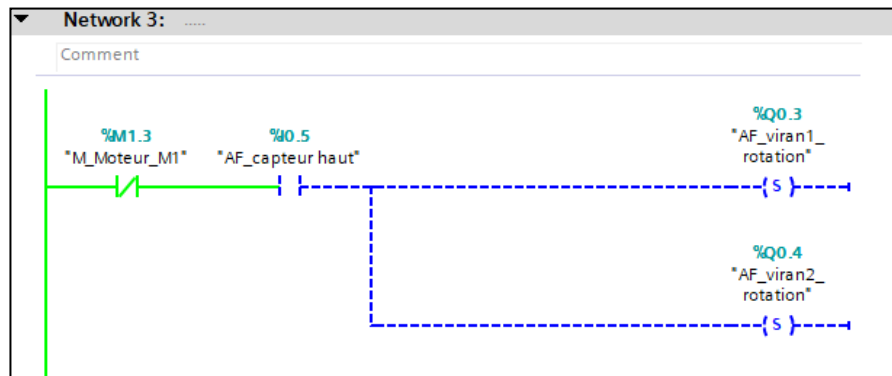 Network 3: .....
Comment
%M1.3
"M_Moteur_M1"
%I0.5
"AF_capteur haut"
%Q0.3
"AF_viran1_
rotation"
S
%Q0.4
"AF_viran2_
rotation"
S